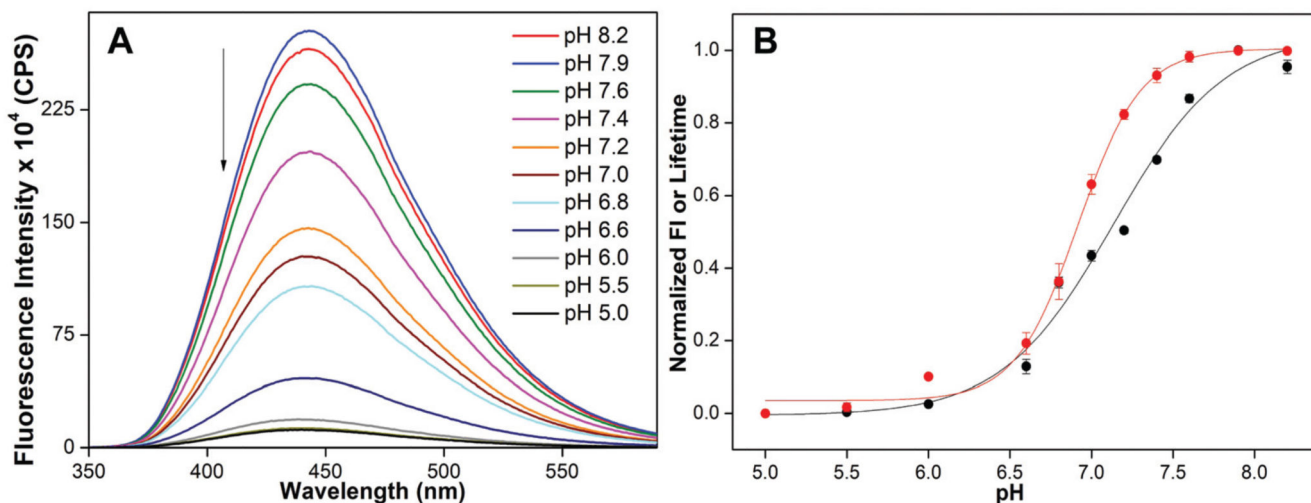 A
pH 8.2
pH 7.9
pH 7.6
pH 7.4
pH 7.2
pH 7.0
pH 6.8
pH 6.6
pH 6.0
pH 5.5
pH 5.0
225
150
75
0
350
400
450
500
550
Wavelength (nm)
Fluorescence Intensity x 10⁴ (CPS)
B
1.0
0.8
0.6
0.4
0.2
0.0
5.0
5.5
6.0
6.5
7.0
7.5
8.0
pH
Normalized FI or Lifetime